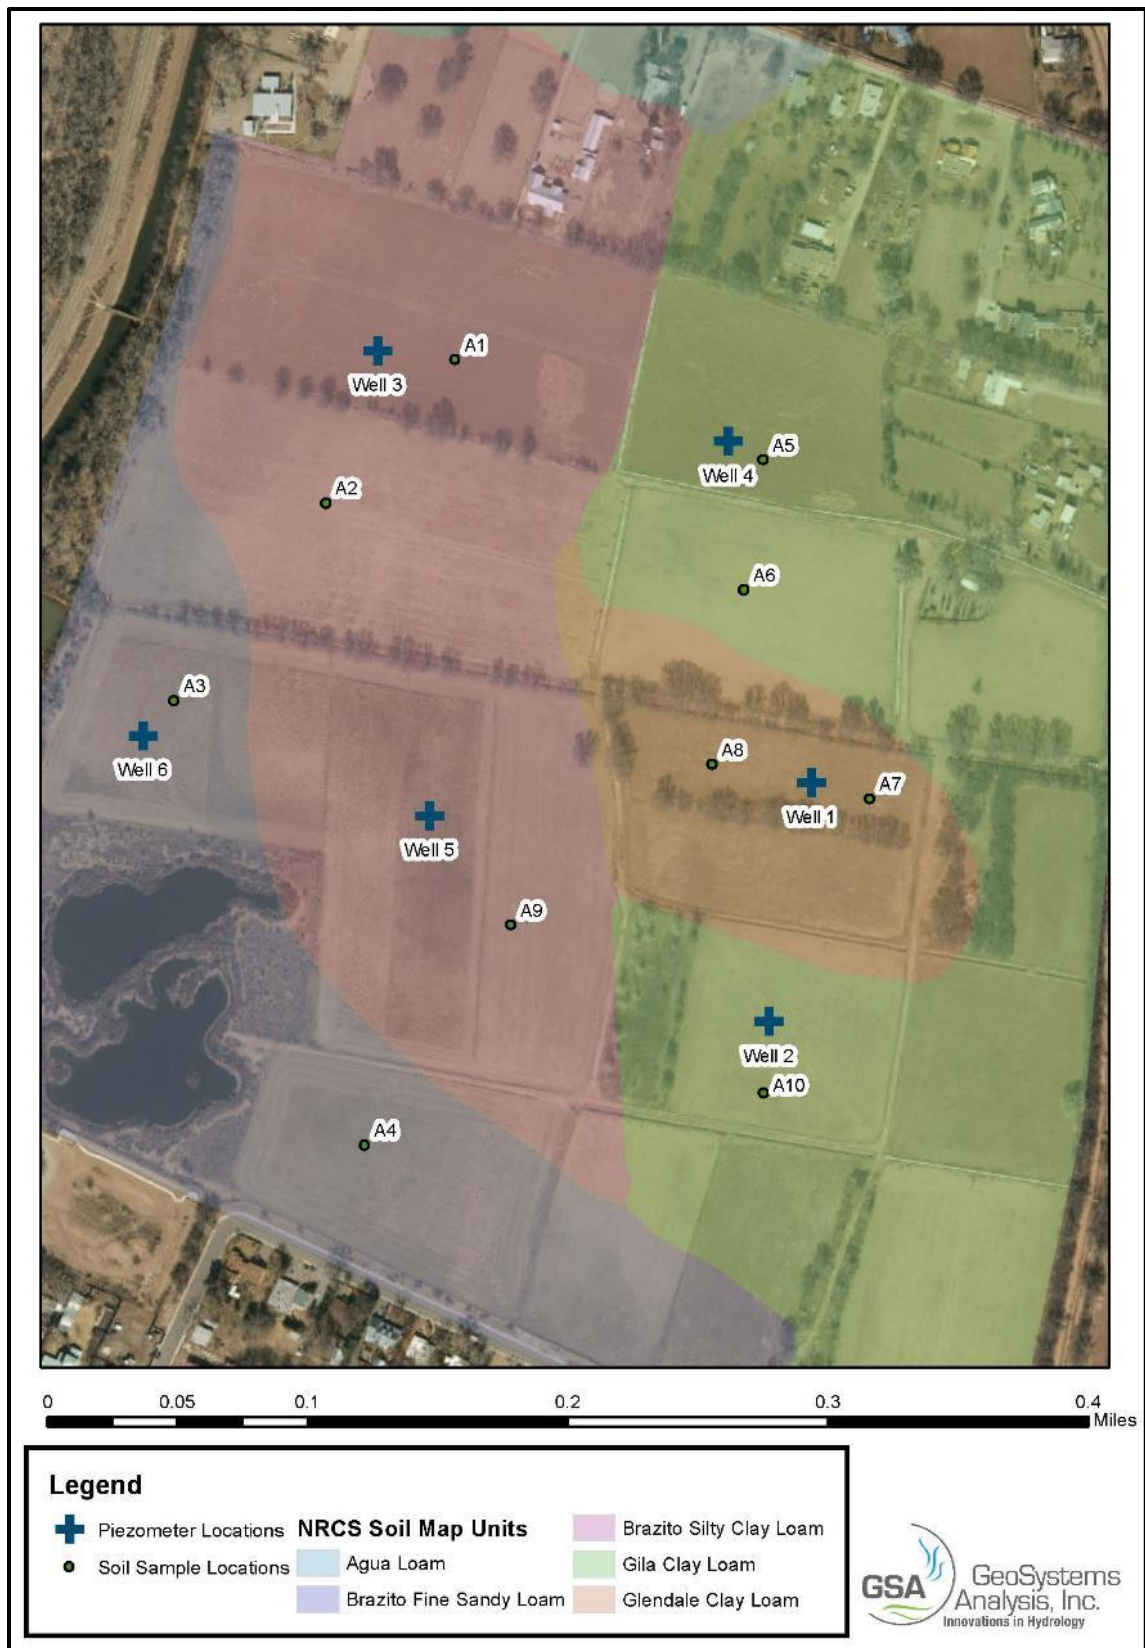 A1
Well 3
A5
Well 4
A2
A6
A3
Well 6
A8
A7
Well 1
Well 5
A9
Well 2
A10
A4
0 0.05 0.1 0.2 0.3 0.4
Miles
Legend
Piezometer Locations
Soil Sample Locations
NRCS Soil Map Units
Agua Loam
Brazito Fine Sandy Loam
Brazito Silty Clay Loam
Gila Clay Loam
Glendale Clay Loam
GSA
GeoSystems
Analysis, Inc.
Innovations in Hydrology